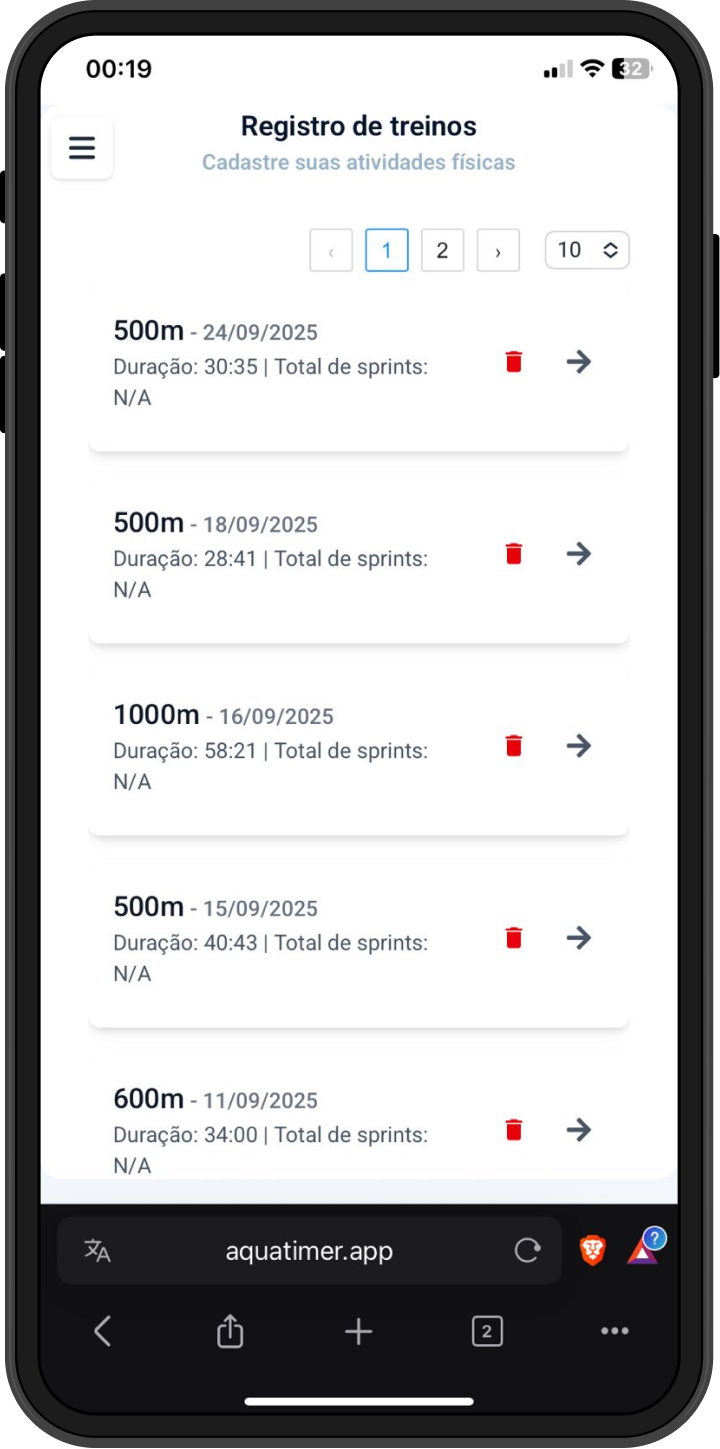 00:19
32
Registro de treinos
Cadastre suas atividades físicas
‹ 1 2 › 10
500m - 24/09/2025
Duração: 30:35 | Total de sprints:
N/A
500m - 18/09/2025
Duração: 28:41 | Total de sprints:
N/A
1000m - 16/09/2025
Duração: 58:21 | Total de sprints:
N/A
500m - 15/09/2025
Duração: 40:43 | Total de sprints:
N/A
600m - 11/09/2025
Duração: 34:00 | Total de sprints:
N/A
aquatimer.app
?
2